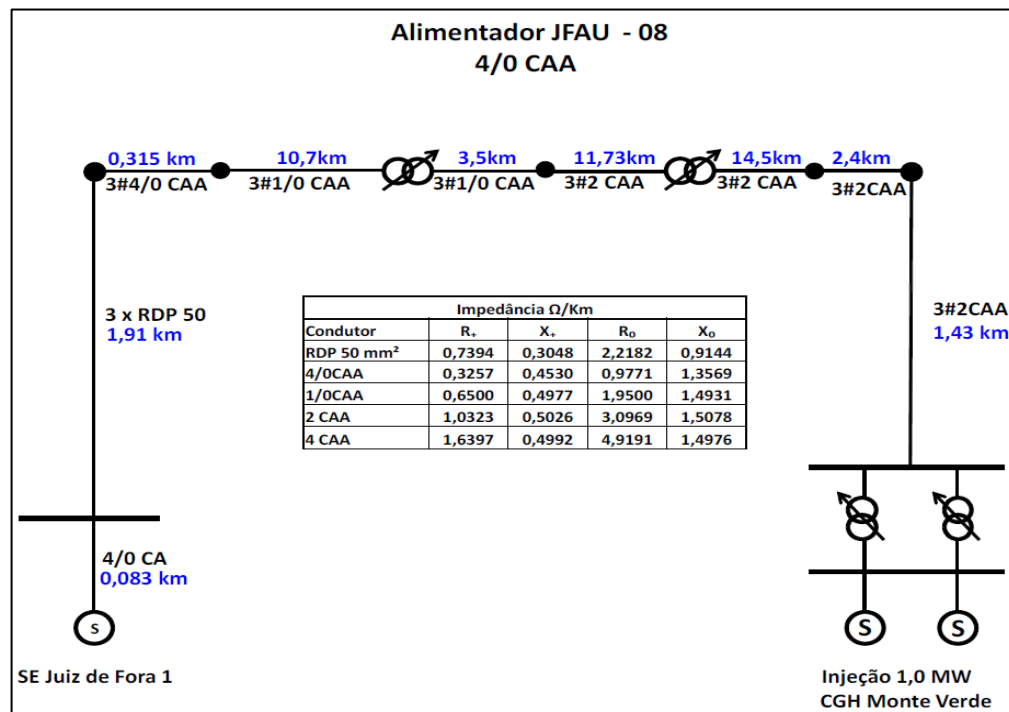 Alimentador JFAU - 08
4/0 CAA
0,315 km
10,7km
3,5km
11,73km
14,5km
2,4km
3#4/0 CAA
3#1/0 CAA
3#1/0 CAA
3#2 CAA
3#2 CAA
3#2CAA
3 x RDP 50
1,91 km
3#2CAA
1,43 km
Impedância Ω/Km
Condutor R₊ X₊ R₀ X₀
RDP 50 mm² 0,7394 0,3048 2,2182 0,9144
4/0CAA 0,3257 0,4530 0,9771 1,3569
1/0CAA 0,6500 0,4977 1,9500 1,4931
2 CAA 1,0323 0,5026 3,0969 1,5078
4 CAA 1,6397 0,4992 4,9191 1,4976
4/0 CA
0,083 km
S
S
S
SE Juiz de Fora 1
Injeção 1,0 MW
CGH Monte Verde